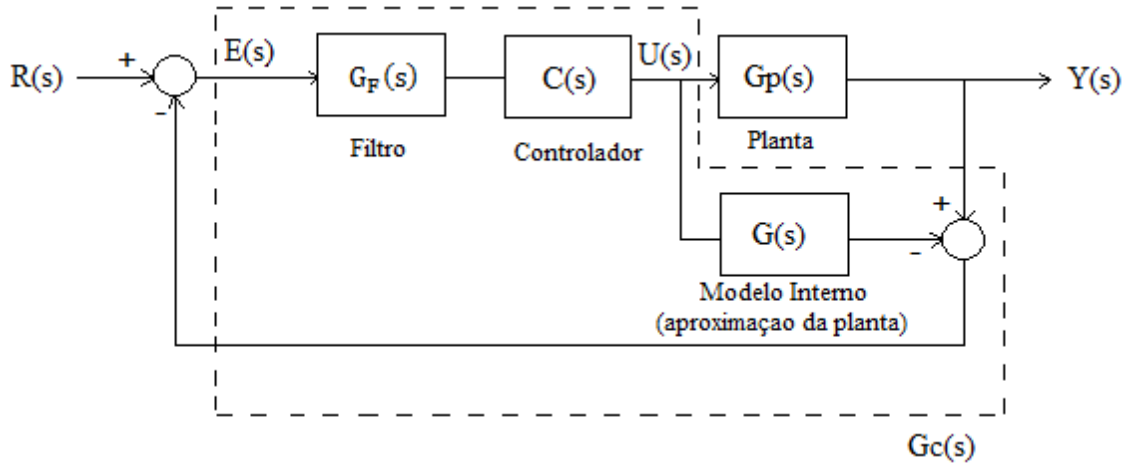 R(s)
+
-
E(s)
G_F(s)
Filtro
C(s)
Controlador
U(s)
Gp(s)
Planta
Y(s)
+
-
G(s)
Modelo Interno
(aproximaçao da planta)
Gc(s)